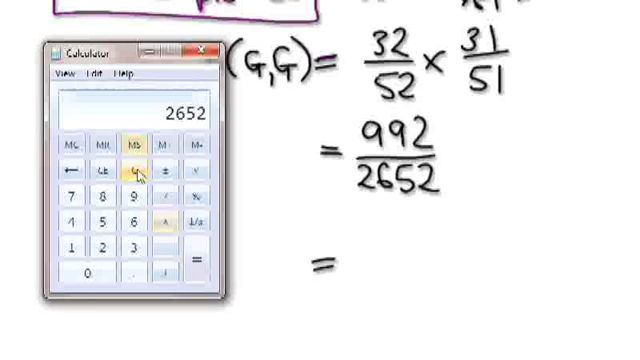 Calculator
View Edit Help
2652
MC MR MS M+ M-
← CE C ±
7 8 9 / %
4 5 6 1/x
1 2 3 =
0 .
(G,G) = 32/52 × 31/51
= 992/2652
=